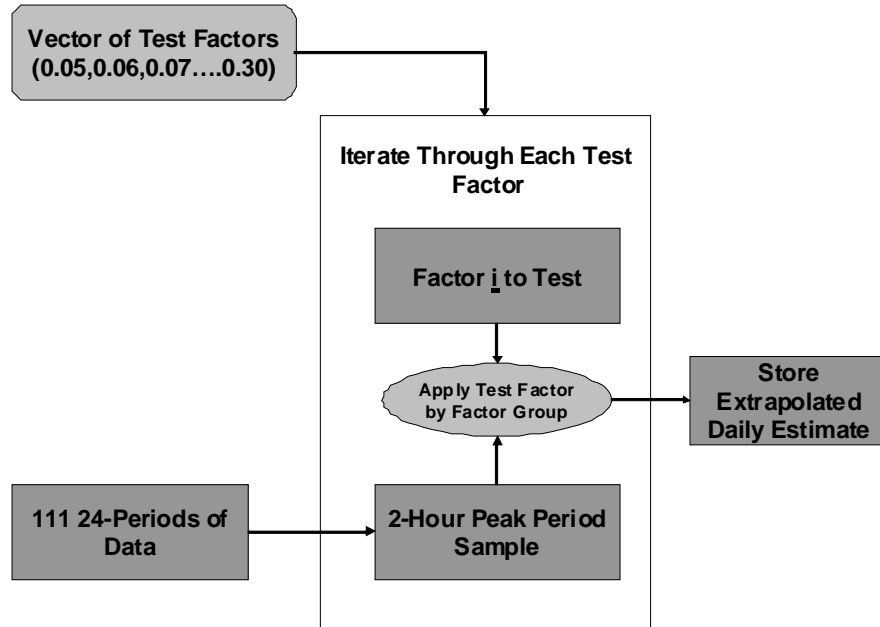 Vector of Test Factors
(0.05,0.06,0.07….0.30)
Iterate Through Each Test
Factor
Factor i to Test
Apply Test Factor
by Factor Group
Store
Extrapolated
Daily Estimate
111 24-Periods of
Data
2-Hour Peak Period
Sample